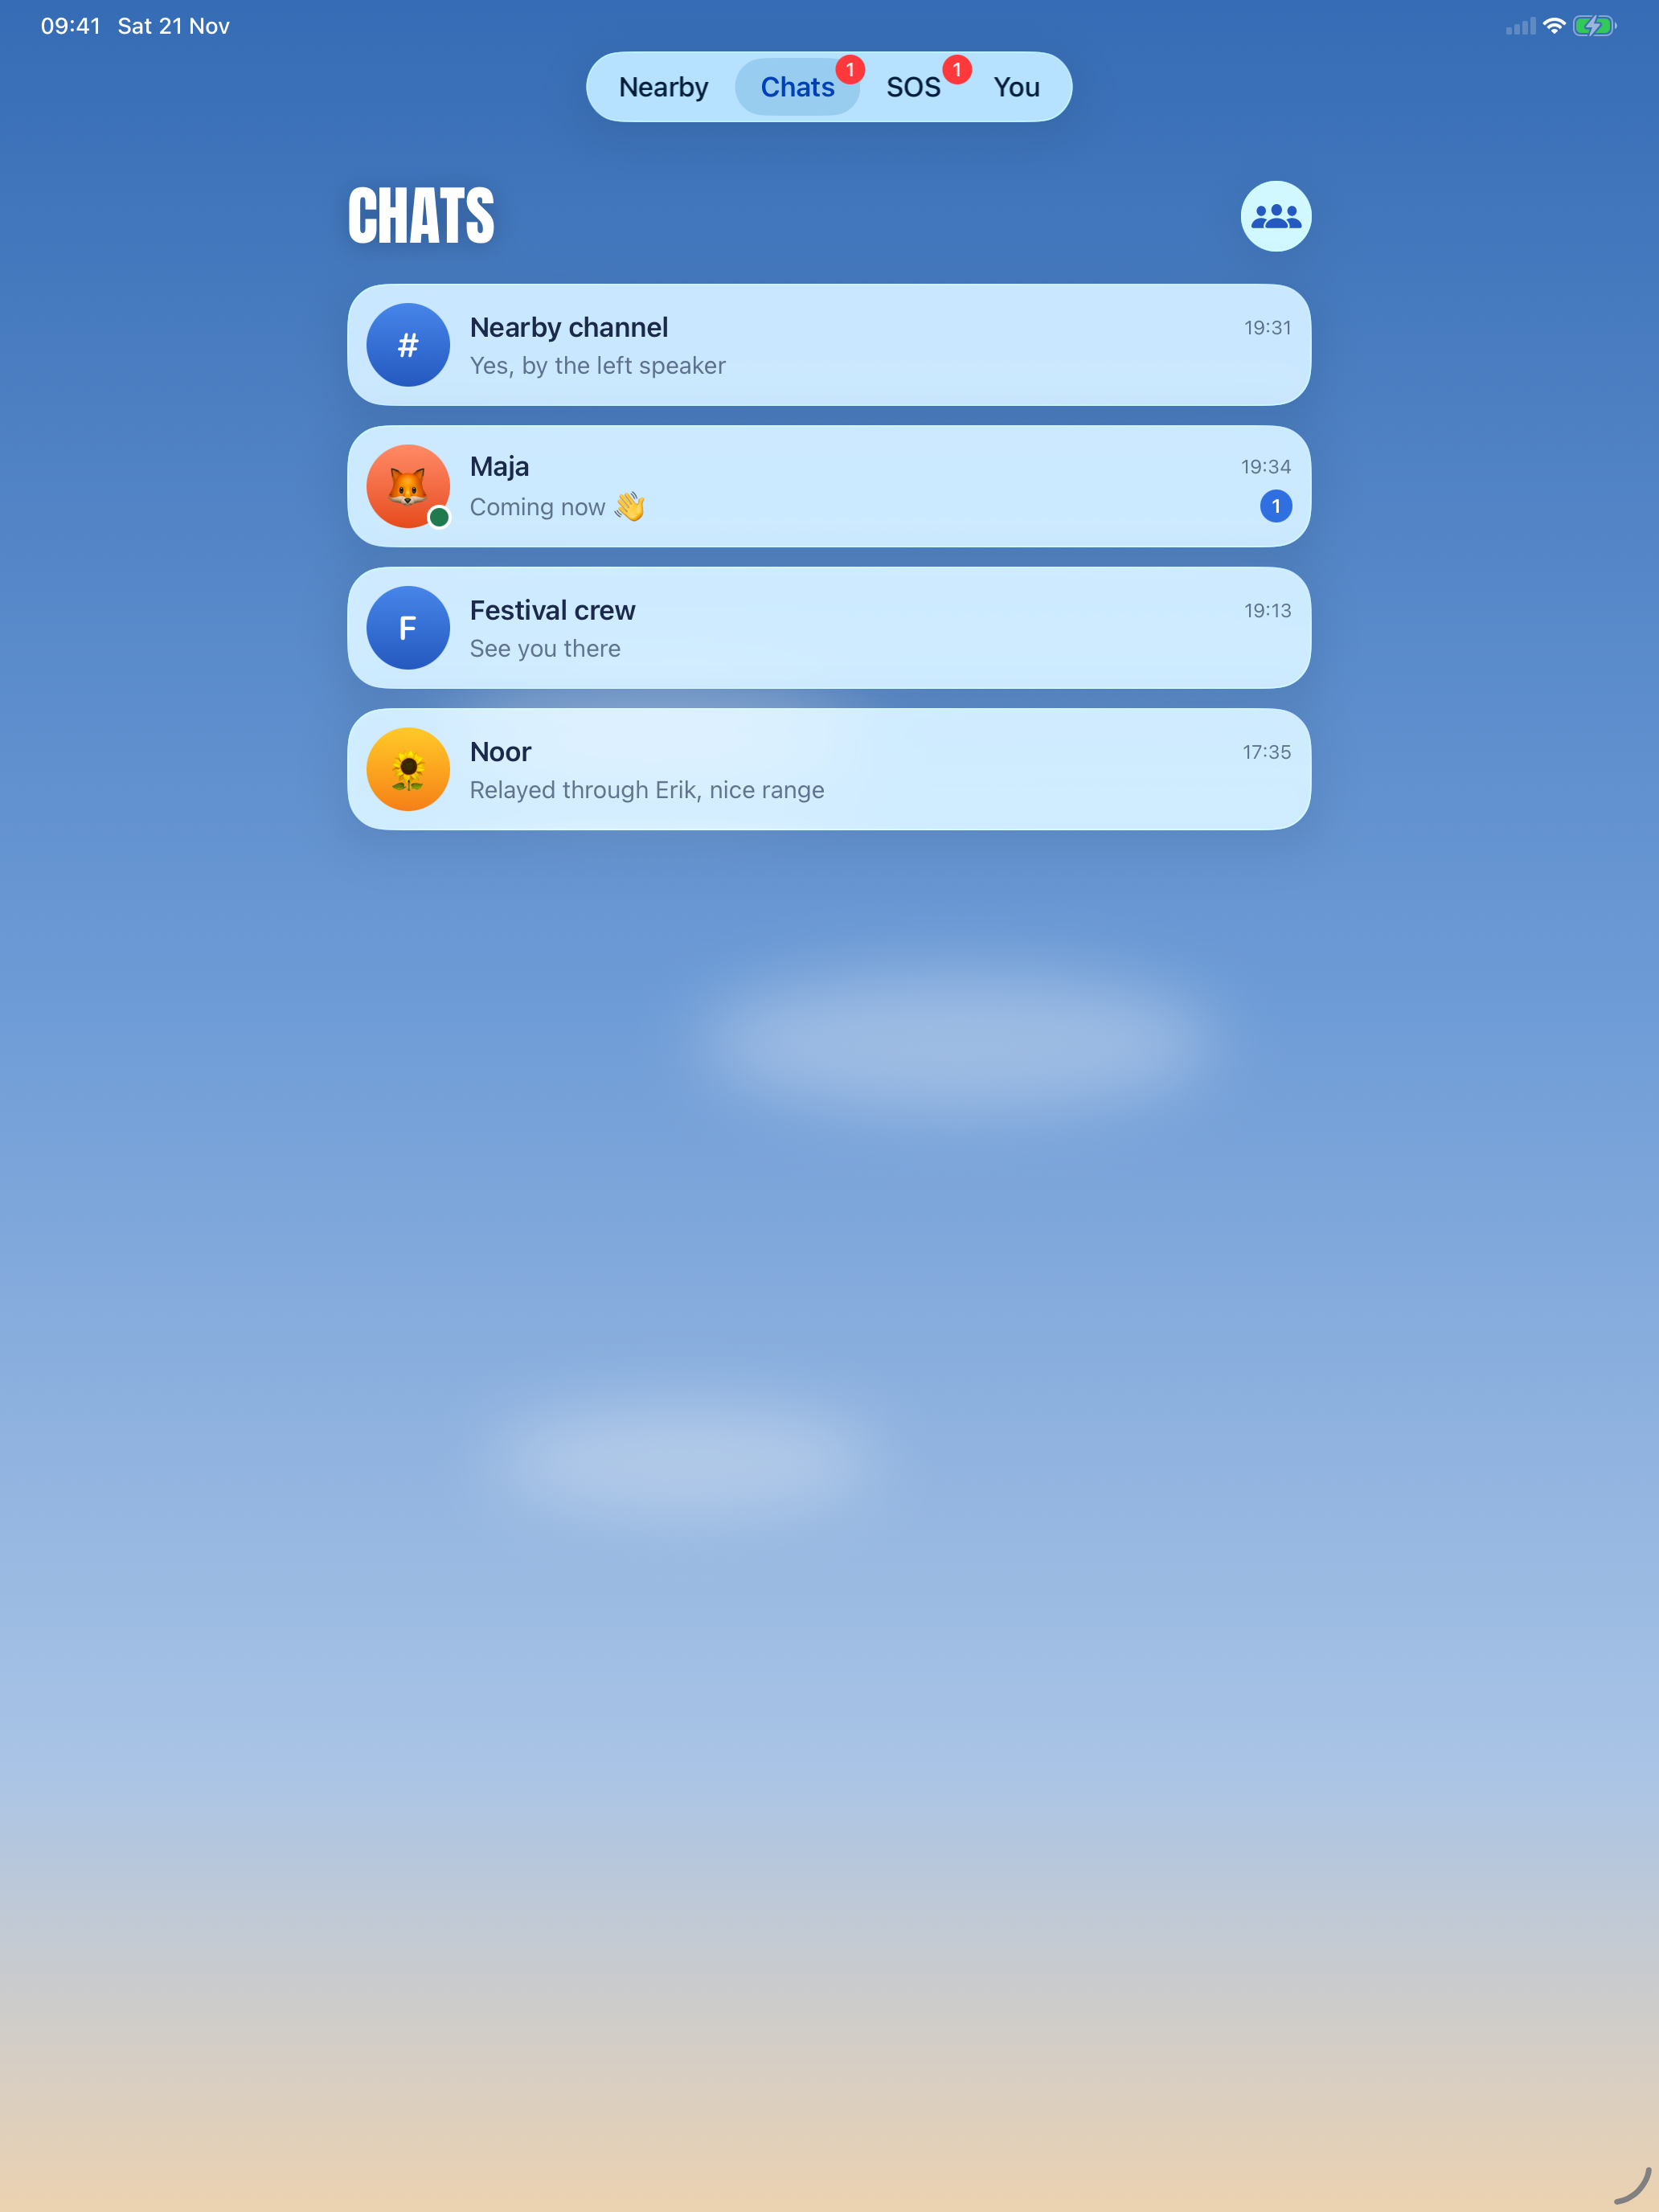 09:41 Sat 21 Nov
Nearby Chats 1 SOS 1 You
CHATS
# Nearby channel 19:31
Yes, by the left speaker
Maja 19:34
Coming now 👋 1
F Festival crew 19:13
See you there
Noor 17:35
Relayed through Erik, nice range